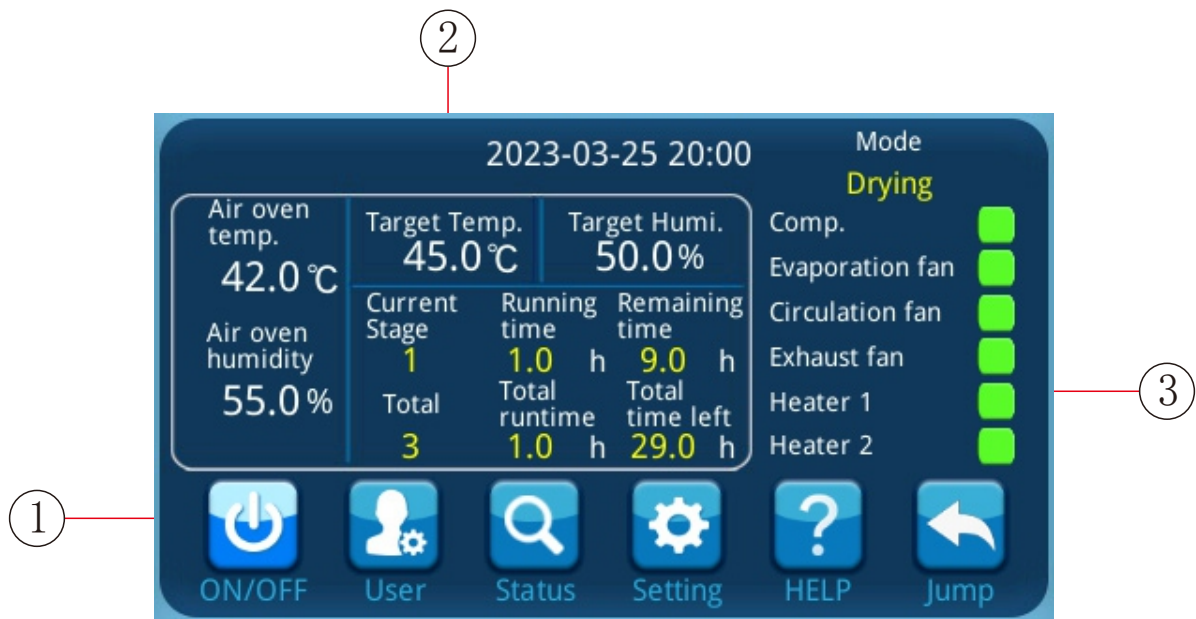 ②
2023-03-25 20:00
Mode
Drying
Air oven
temp.
42.0 ℃
Air oven
humidity
55.0 %
Target Temp.
45.0 ℃
Target Humi.
50.0 %
Current
Stage
1
Running
time
1.0 h
Remaining
time
9.0 h
Total
3
Total
runtime
1.0 h
Total
time left
29.0 h
Comp.
Evaporation fan
Circulation fan
Exhaust fan
Heater 1
Heater 2
③
①
ON/OFF
User
Status
Setting
?
HELP
Jump